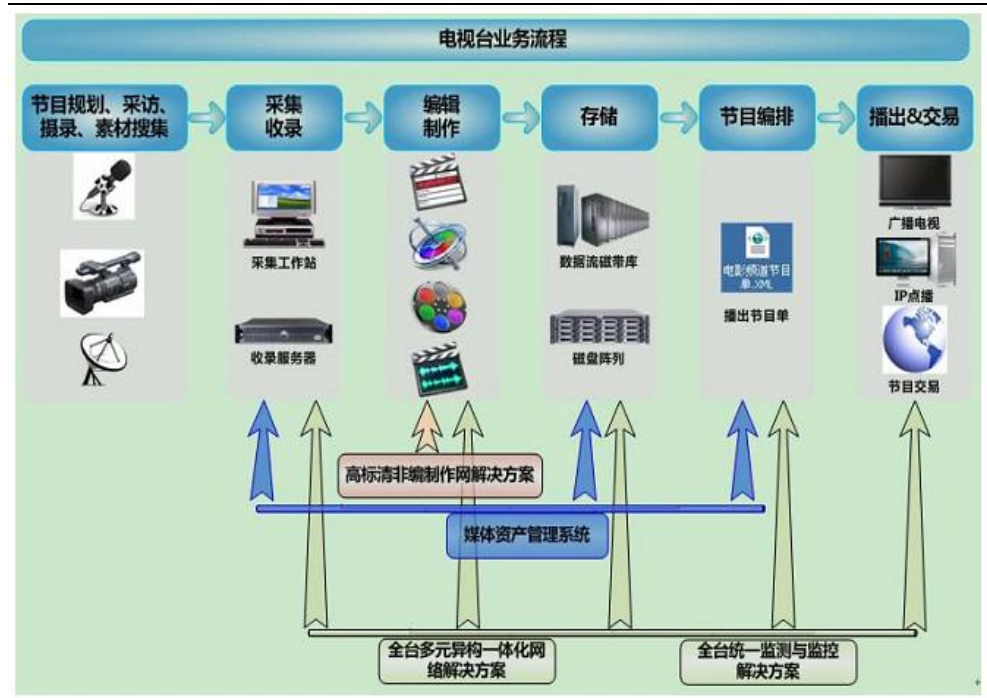 电视台业务流程
节目规划、采访、
摄录、素材搜集
采集
收录
编辑
制作
存储
节目编排
播出&交易
采集工作站
收录服务器
数据流磁带库
磁盘阵列
电影频道节目
单.XML
播出节目单
广播电视
IP点播
节目交易
高标清非编制作网解决方案
媒体资产管理系统
全台多元异构一体化网
络解决方案
全台统一监测与监控
解决方案